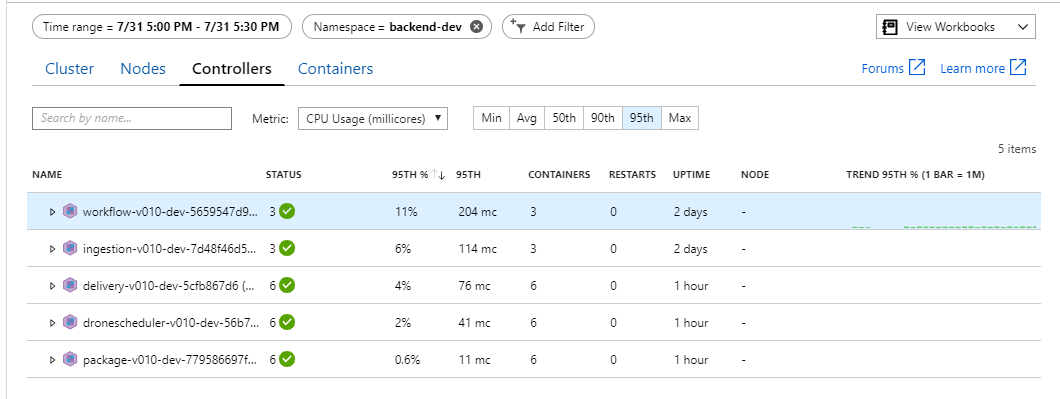 Time range = 7/31 5:00 PM - 7/31 5:30 PM Namespace = backend-dev Add Filter View Workbooks
Cluster Nodes Controllers Containers Forums Learn more
Search by name... Metric: CPU Usage (millicores) Min Avg 50th 90th 95th Max
5 items
NAME STATUS 95TH % 95TH CONTAINERS RESTARTS UPTIME NODE TREND 95TH % (1 BAR = 1M)
workflow-v010-dev-5659547d9... 3 11% 204 mc 3 0 2 days -
ingestion-v010-dev-7d48f46d5... 3 6% 114 mc 3 0 2 days -
delivery-v010-dev-5cfb867d6 (... 6 4% 76 mc 6 0 1 hour -
dronescheduler-v010-dev-56b7... 6 2% 41 mc 6 0 1 hour -
package-v010-dev-779586697f... 6 0.6% 11 mc 6 0 1 hour -